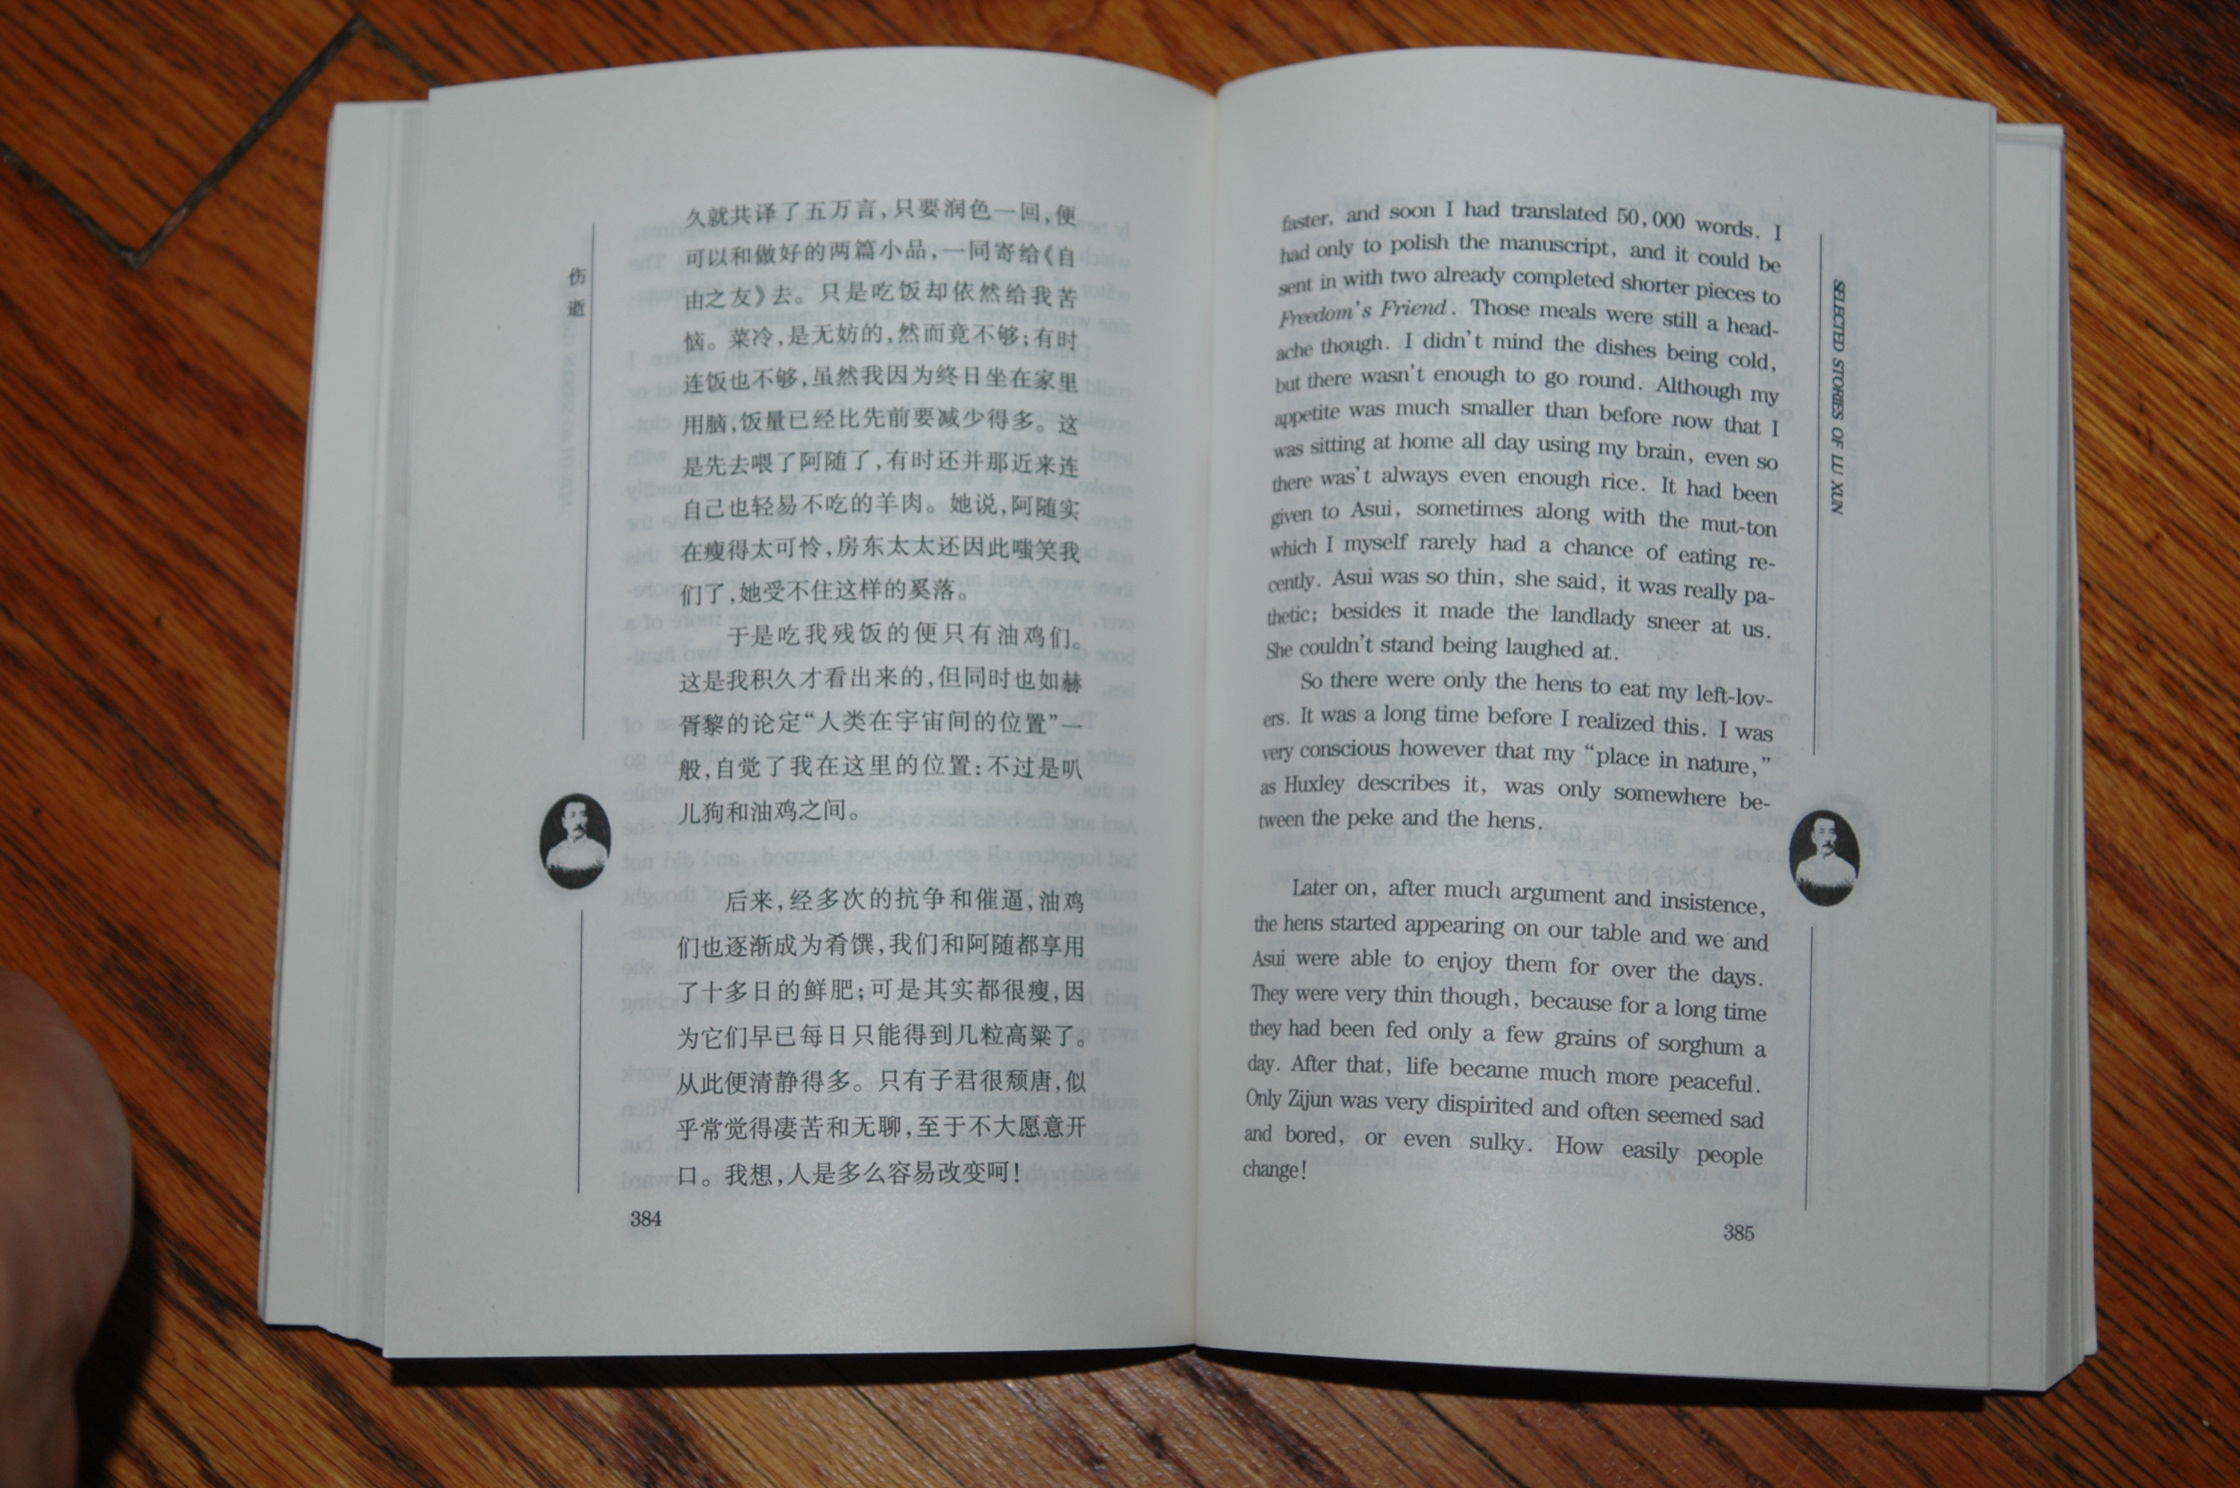 伤逝
久就共译了五万言,只要润色一回,便
可以和做好的两篇小品,一同寄给《自
由之友》去。只是吃饭却依然给我苦
恼。菜冷,是无妨的,然而竟不够;有时
连饭也不够,虽然我因为终日坐在家里
用脑,饭量已经比先前要减少得多。这
是先去喂了阿随了,有时还并那近来连
自己也轻易不吃的羊肉。她说,阿随实
在瘦得太可怜,房东太太还因此嗤笑我
们了,她受不住这样的奚落。
于是吃我残饭的便只有油鸡们。
这是我积久才看出来的,但同时也如赫
胥黎的论定“人类在宇宙间的位置”一
般,自觉了我在这里的位置:不过是叭
儿狗和油鸡之间。
后来,经多次的抗争和催逼,油鸡
们也逐渐成为肴馔,我们和阿随都享用
了十多日的鲜肥;可是其实都很瘦,因
为它们早已每日只能得到几粒高粱了。
从此便清静得多。只有子君很颓唐,似
乎常觉得凄苦和无聊,至于不大愿意开
口。我想,人是多么容易改变呵!
384
faster, and soon I had translated 50,000 words. I
had only to polish the manuscript, and it could be
sent in with two already completed shorter pieces to
Freedom's Friend. Those meals were still a head-
ache though. I didn't mind the dishes being cold,
but there wasn't enough to go round. Although my
appetite was much smaller than before now that I
was sitting at home all day using my brain, even so
there was't always even enough rice. It had been
given to Asui, sometimes along with the mut-ton
which I myself rarely had a chance of eating re-
cently. Asui was so thin, she said, it was really pa-
thetic; besides it made the landlady sneer at us.
She couldn't stand being laughed at.
So there were only the hens to eat my left-lov-
ers. It was a long time before I realized this. I was
very conscious however that my “place in nature,”
as Huxley describes it, was only somewhere be-
tween the peke and the hens.
Later on, after much argument and insistence,
the hens started appearing on our table and we and
Asui were able to enjoy them for over the days.
They were very thin though, because for a long time
they had been fed only a few grains of sorghum a
day. After that, life became much more peaceful.
Only Zijun was very dispirited and often seemed sad
and bored, or even sulky. How easily people
change!
385
SELECTED STORIES OF LU XUN